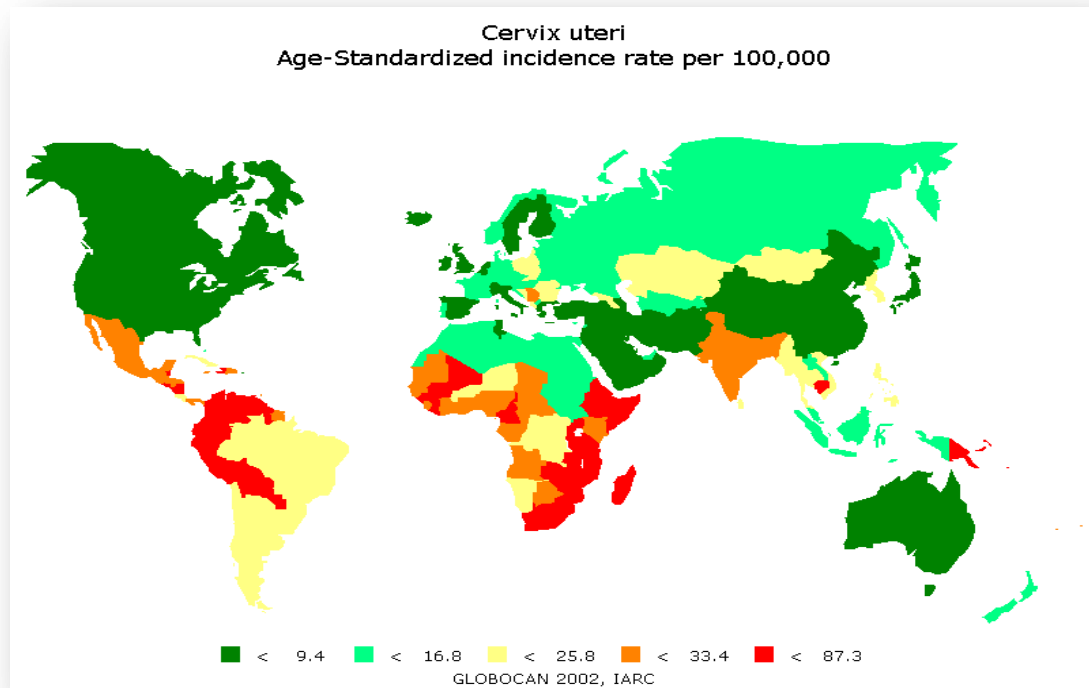 Cervix uteri
Age-Standardized incidence rate per 100,000
< 9.4 < 16.8 < 25.8 < 33.4 < 87.3
GLOBOCAN 2002, IARC